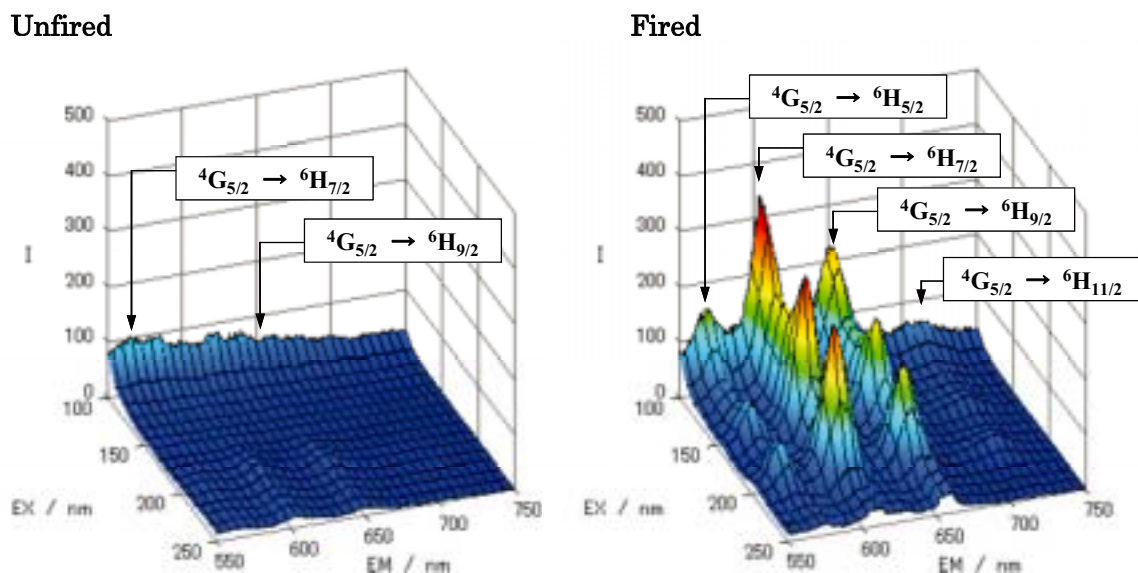 Unfired
500
400
300
200
100
0
I
100
150
200
250
EX / nm
550
600
650
700
750
EM / nm
⁴G₅/₂ → ⁶H₇/₂
⁴G₅/₂ → ⁶H₉/₂
Fired
500
400
300
200
100
0
I
100
150
200
250
EX / nm
550
600
650
700
750
EM / nm
⁴G₅/₂ → ⁶H₅/₂
⁴G₅/₂ → ⁶H₇/₂
⁴G₅/₂ → ⁶H₉/₂
⁴G₅/₂ → ⁶H₁₁/₂